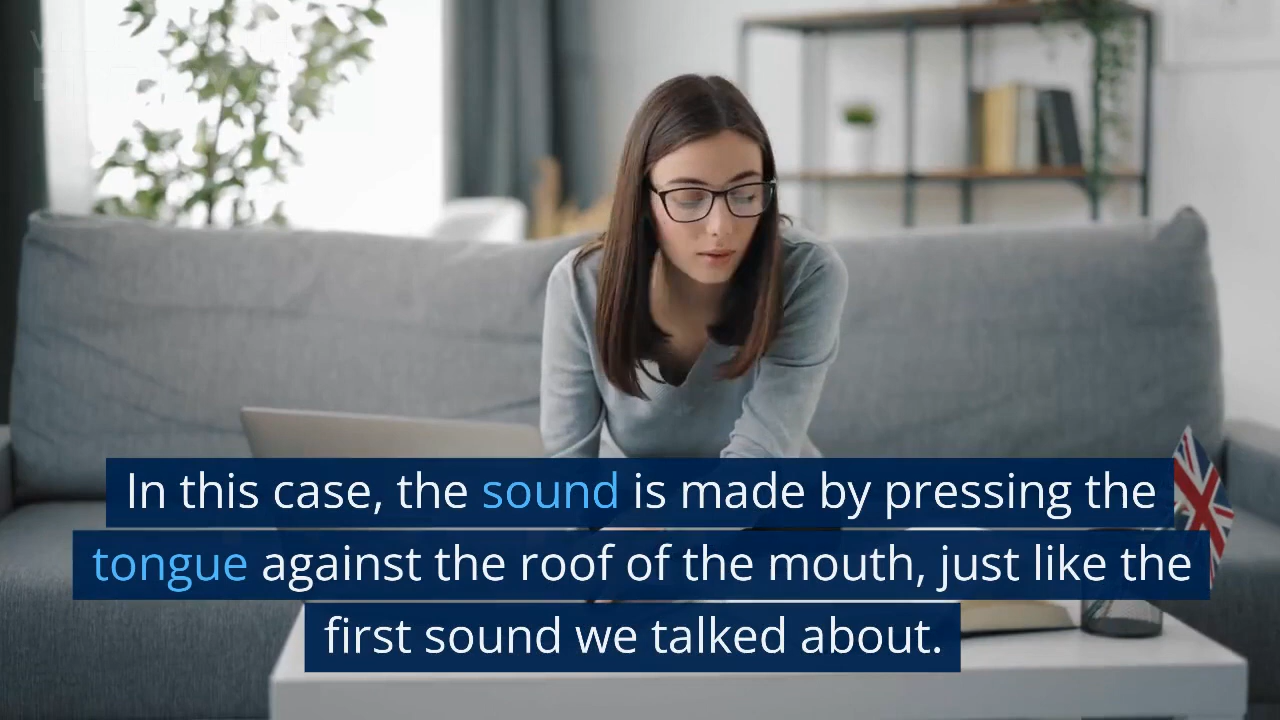 In this case, the sound is made by pressing the
tongue against the roof of the mouth, just like the
first sound we talked about.